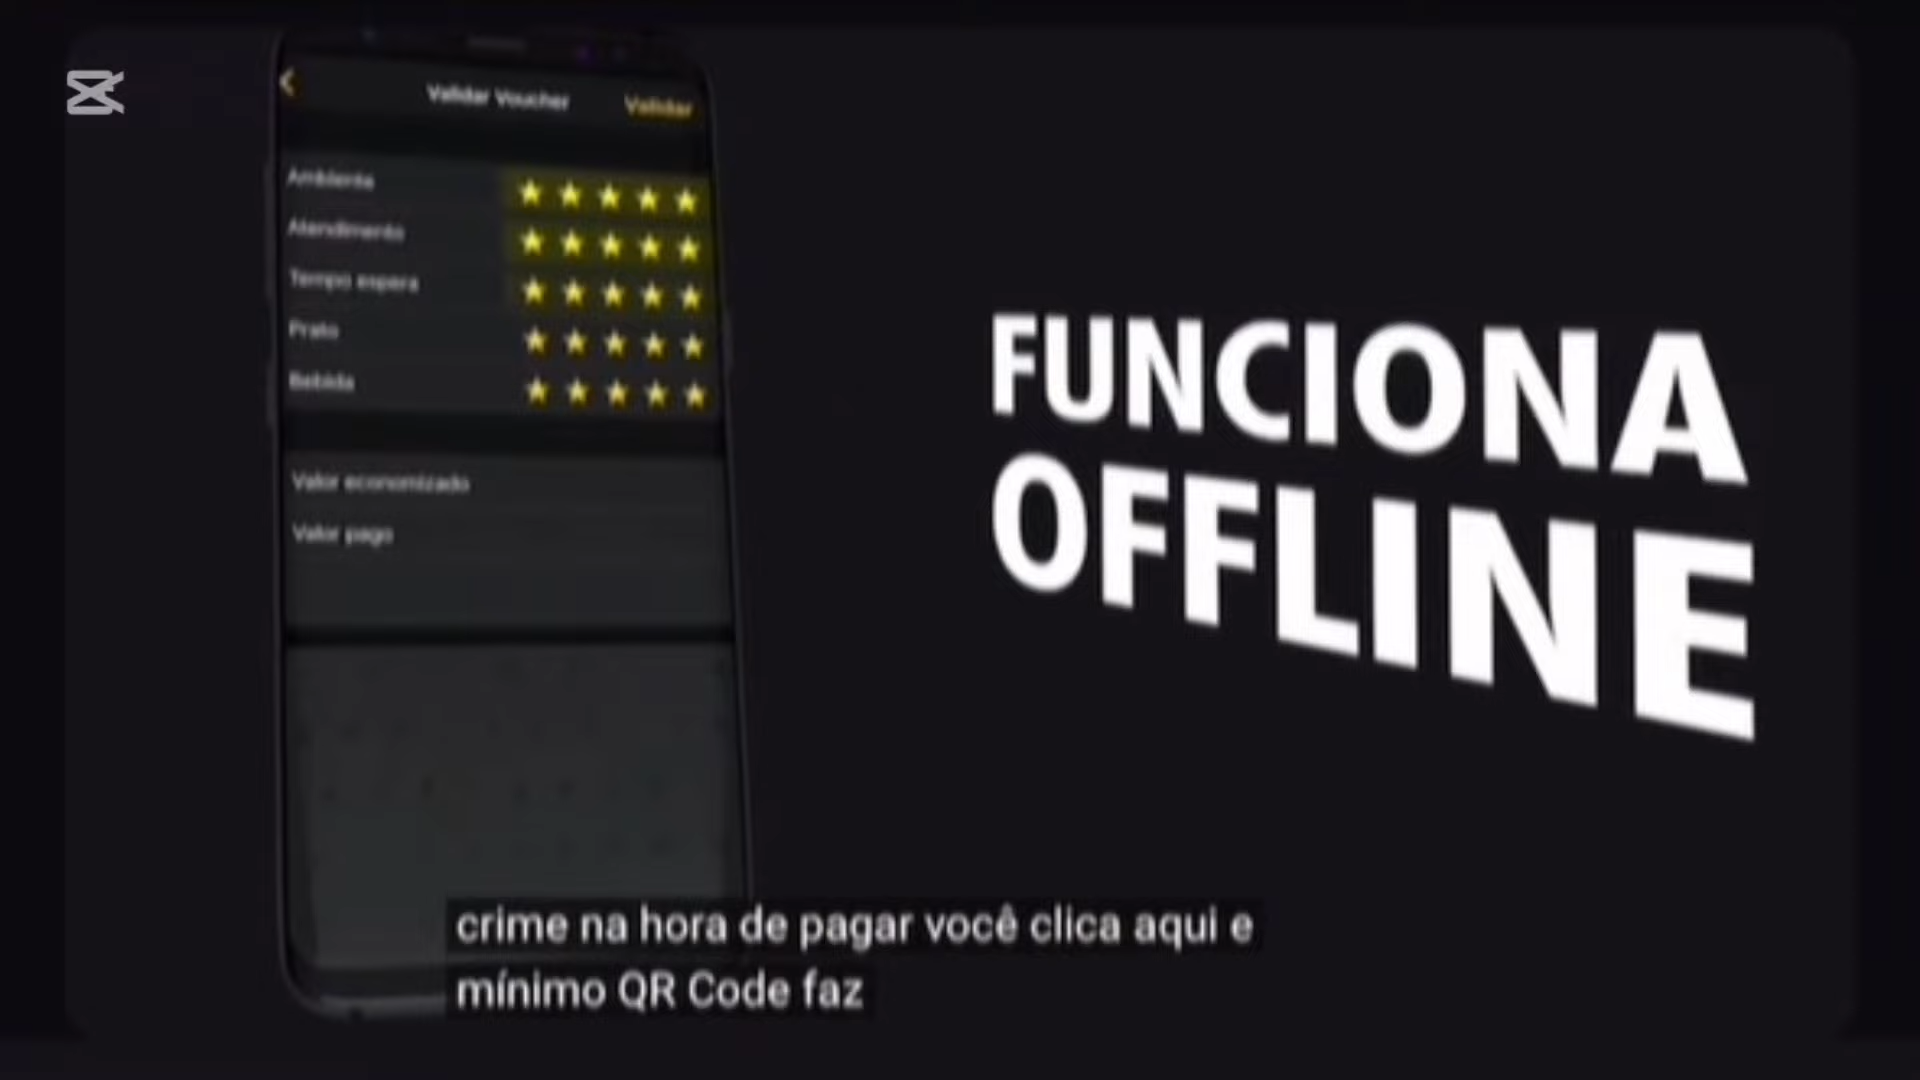 Validar Voucher
Validar
Ambiente
Atendimento
Tempo espera
Prato
Bebida
Valor economizado
Valor pago
FUNCIONA
OFFLINE
crime na hora de pagar você clica aqui e
mínimo QR Code faz